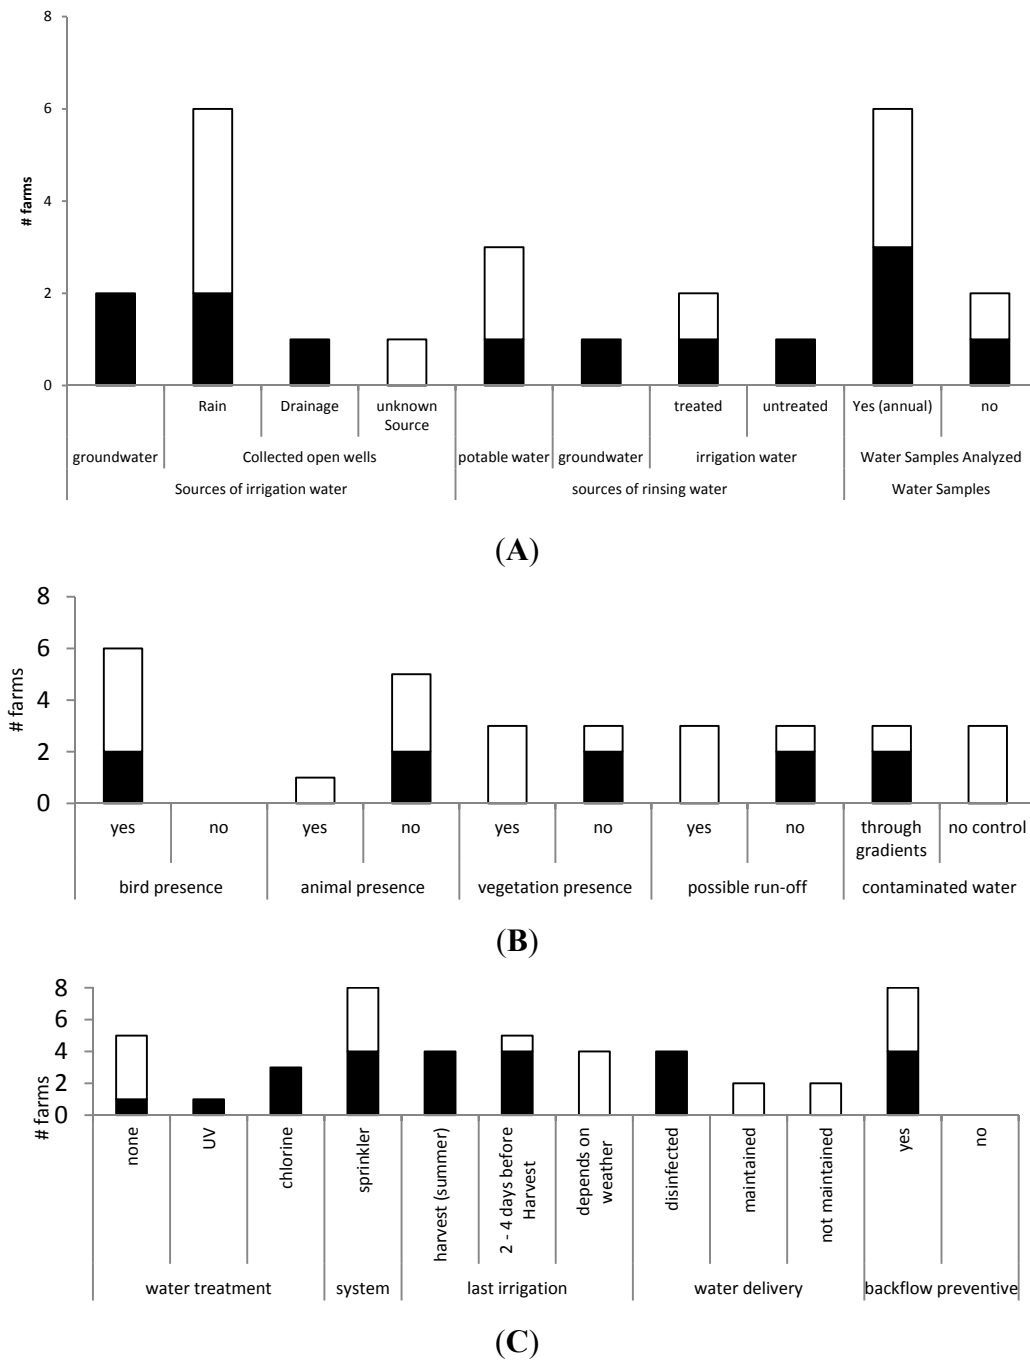 8
6
4
2
0
# farms
Rain
Drainage
unknown
Source
treated
untreated
Yes (annual)
no
groundwater
Collected open wells
potable water
groundwater
irrigation water
Water Samples Analyzed
Sources of irrigation water
sources of rinsing water
Water Samples
(A)
8
6
4
2
0
# farms
yes
no
yes
no
yes
no
yes
no
through
gradients
no control
bird presence
animal presence
vegetation presence
possible run-off
contaminated water
(B)
8
6
4
2
0
# farms
none
UV
chlorine
sprinkler
harvest (summer)
2 - 4 days before
Harvest
depends on
weather
disinfected
maintained
not maintained
yes
no
water treatment
system
last irrigation
water delivery
backflow preventive
(C)